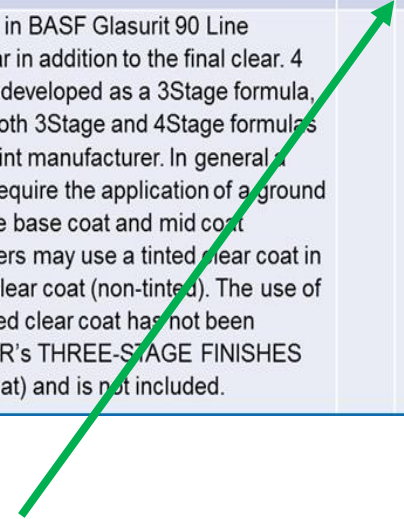 in BASF Glasurit 90 Line
ar in addition to the final clear. 4
developed as a 3Stage formula,
oth 3Stage and 4Stage formulas
int manufacturer. In general a
equire the application of a ground
e base coat and mid coat
ers may use a tinted clear coat in
lear coat (non-tinted). The use of
ed clear coat has not been
R's THREE-STAGE FINISHES
at) and is not included.